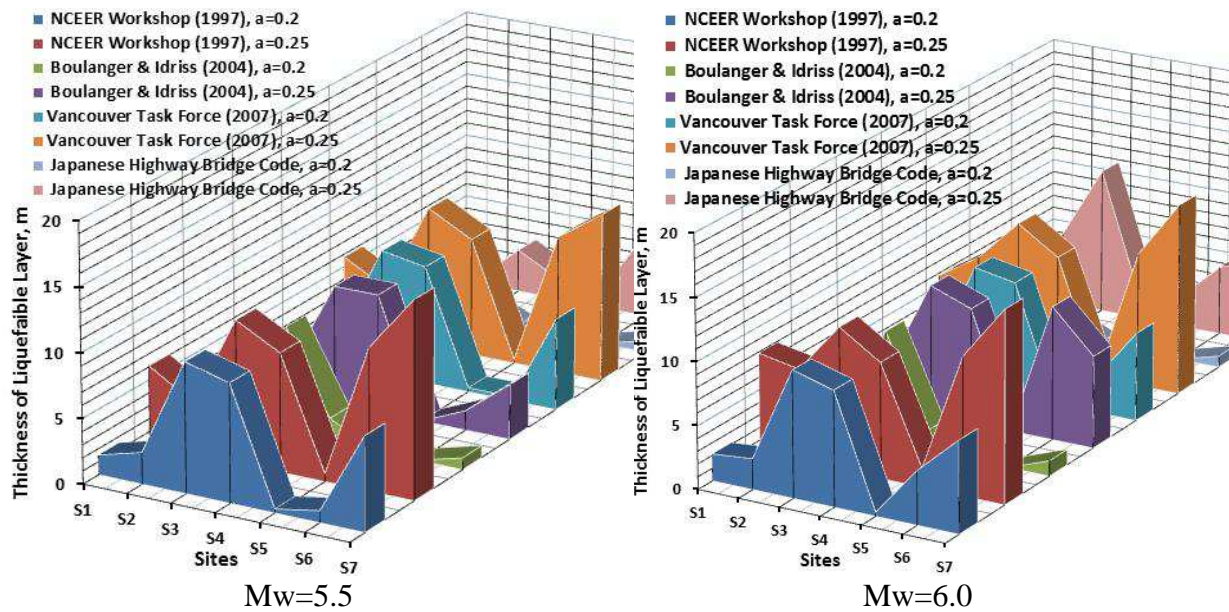 NCEER Workshop (1997), a=0.2
NCEER Workshop (1997), a=0.25
Boulanger & Idriss (2004), a=0.2
Boulanger & Idriss (2004), a=0.25
Vancouver Task Force (2007), a=0.2
Vancouver Task Force (2007), a=0.25
Japanese Highway Bridge Code, a=0.2
Japanese Highway Bridge Code, a=0.25
Thickness of Liquefaible Layer, m
20
15
10
5
0
S1
S2
S3
S4
S5
S6
S7
Sites
Mw=5.5
NCEER Workshop (1997), a=0.2
NCEER Workshop (1997), a=0.25
Boulanger & Idriss (2004), a=0.2
Boulanger & Idriss (2004), a=0.25
Vancouver Task Force (2007), a=0.2
Vancouver Task Force (2007), a=0.25
Japanese Highway Bridge Code, a=0.2
Japanese Highway Bridge Code, a=0.25
Thickness of Liquefaible Layer, m
20
15
10
5
0
S1
S2
S3
S4
S5
S6
S7
Sites
Mw=6.0